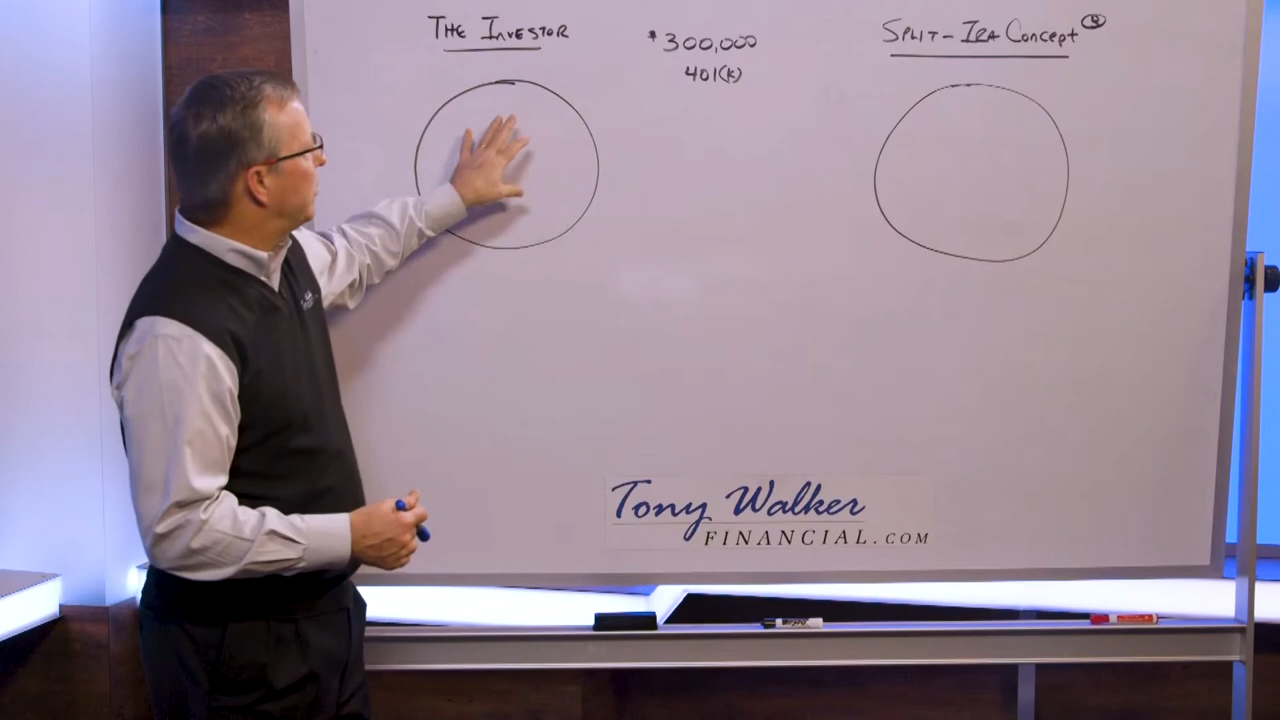 THE INVESTOR
$300,000
401(k)
SPLIT-IRA Concept ®
Tony Walker
FINANCIAL.COM